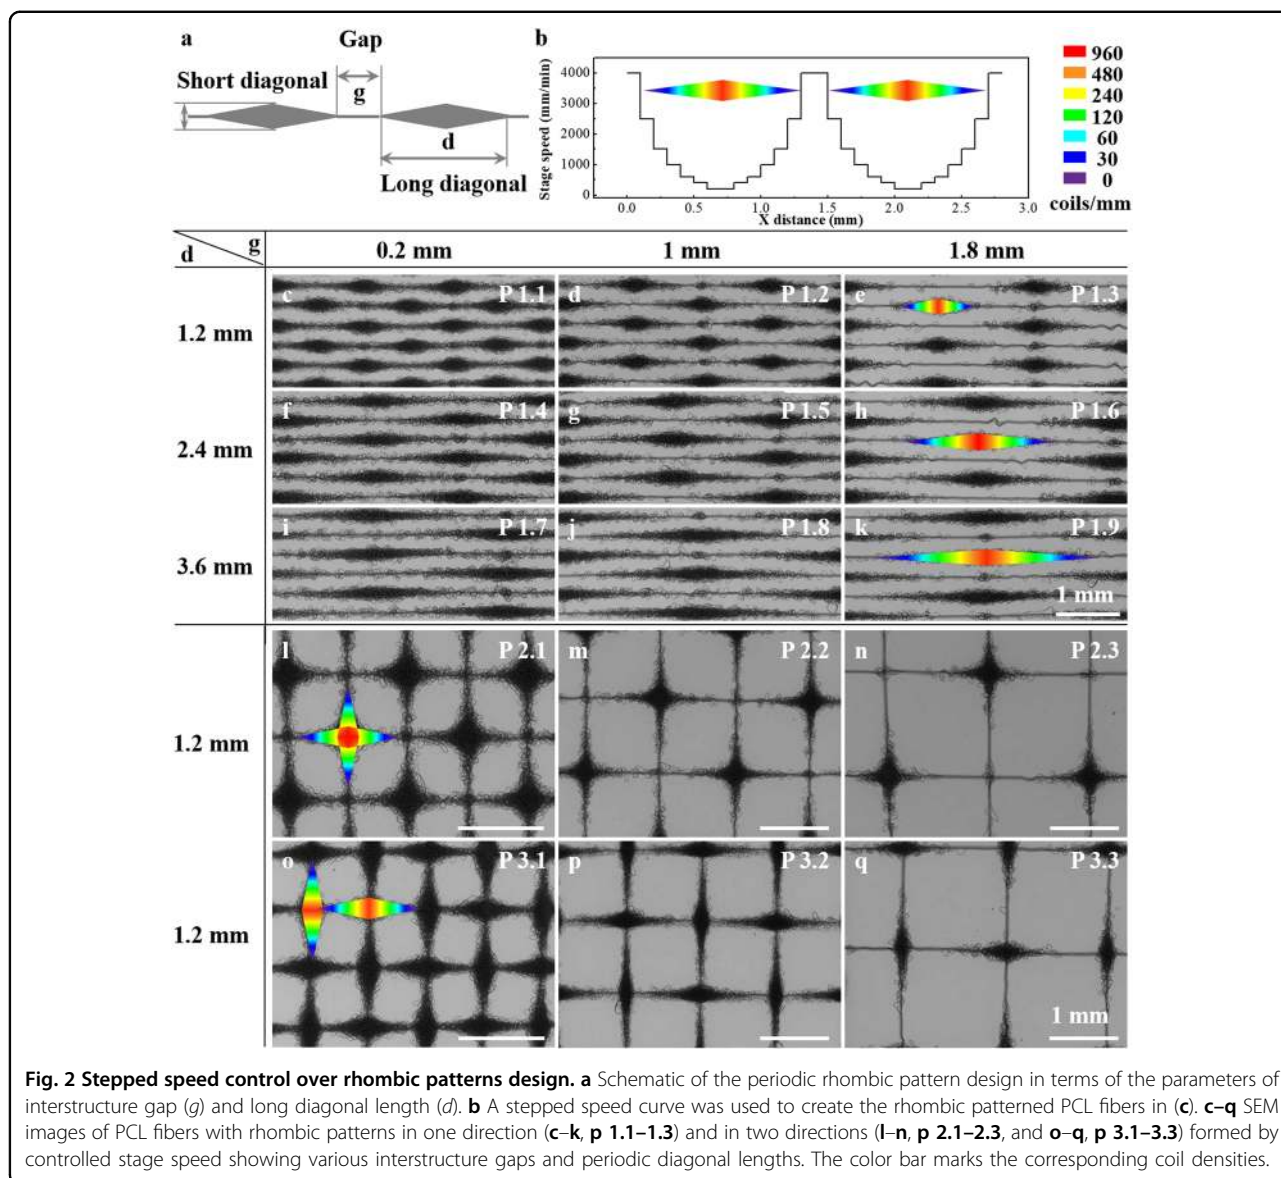 a
Gap
Short diagonal
g
d
Long diagonal
b
Stage speed (mm/min)
4000
3000
2000
1000
0
0.0 0.5 1.0 1.5 2.0 2.5 3.0
X distance (mm)
960
480
240
120
60
30
0
coils/mm
d g 0.2 mm 1 mm 1.8 mm
1.2 mm
c P 1.1 d P 1.2 e P 1.3
2.4 mm
f P 1.4 g P 1.5 h P 1.6
3.6 mm
i P 1.7 j P 1.8 k P 1.9
1 mm
1.2 mm
l P 2.1 m P 2.2 n P 2.3
1.2 mm
o P 3.1 p P 3.2 q P 3.3
1 mm
Fig. 2 Stepped speed control over rhombic patterns design. a Schematic of the periodic rhombic pattern design in terms of the parameters of
interstructure gap (g) and long diagonal length (d). b A stepped speed curve was used to create the rhombic patterned PCL fibers in (c). c–q SEM
images of PCL fibers with rhombic patterns in one direction (c–k, p 1.1–1.3) and in two directions (l–n, p 2.1–2.3, and o–q, p 3.1–3.3) formed by
controlled stage speed showing various interstructure gaps and periodic diagonal lengths. The color bar marks the corresponding coil densities.